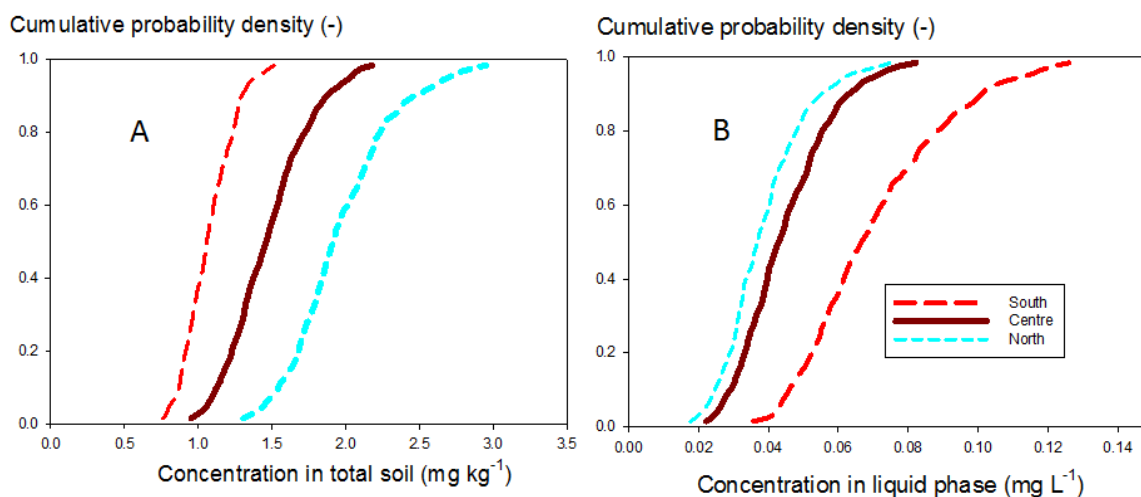 Cumulative probability density (-)
1.0
0.8
0.6
0.4
0.2
0.0
A
0.0 0.5 1.0 1.5 2.0 2.5 3.0 3.5
Concentration in total soil (mg kg⁻¹)
Cumulative probability density (-)
1.0
0.8
0.6
0.4
0.2
0.0
B
South
Centre
North
0.00 0.02 0.04 0.06 0.08 0.10 0.12 0.14
Concentration in liquid phase (mg L⁻¹)